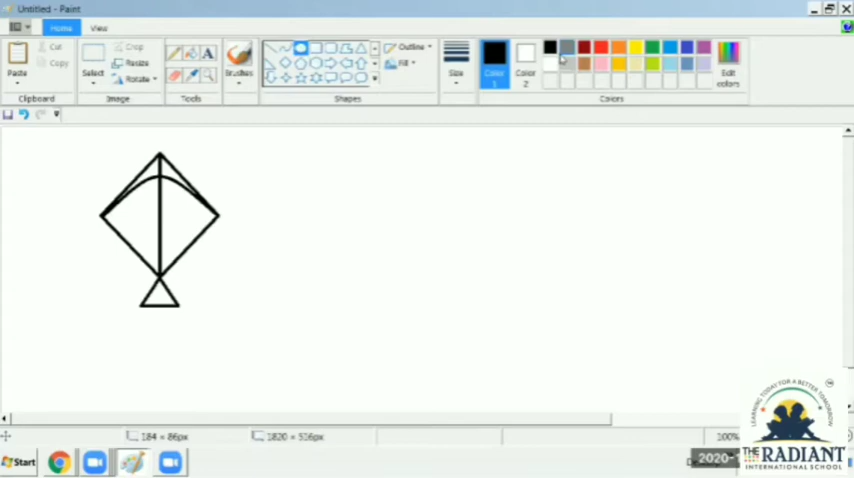 Untitled - Paint
Home
View
Paste
Cut
Copy
Clipboard
Select
Crop
Resize
Rotate
Image
A
Tools
Brushes
Shapes
Outline
Fill
Size
Color 1
Color 2
Edit colors
Colors
LEARNING TODAY FOR A BETTER TOMORROW
THE RADIANT
INTERNATIONAL SCHOOL
184 × 86px
1820 × 516px
100%
Start
2020-1